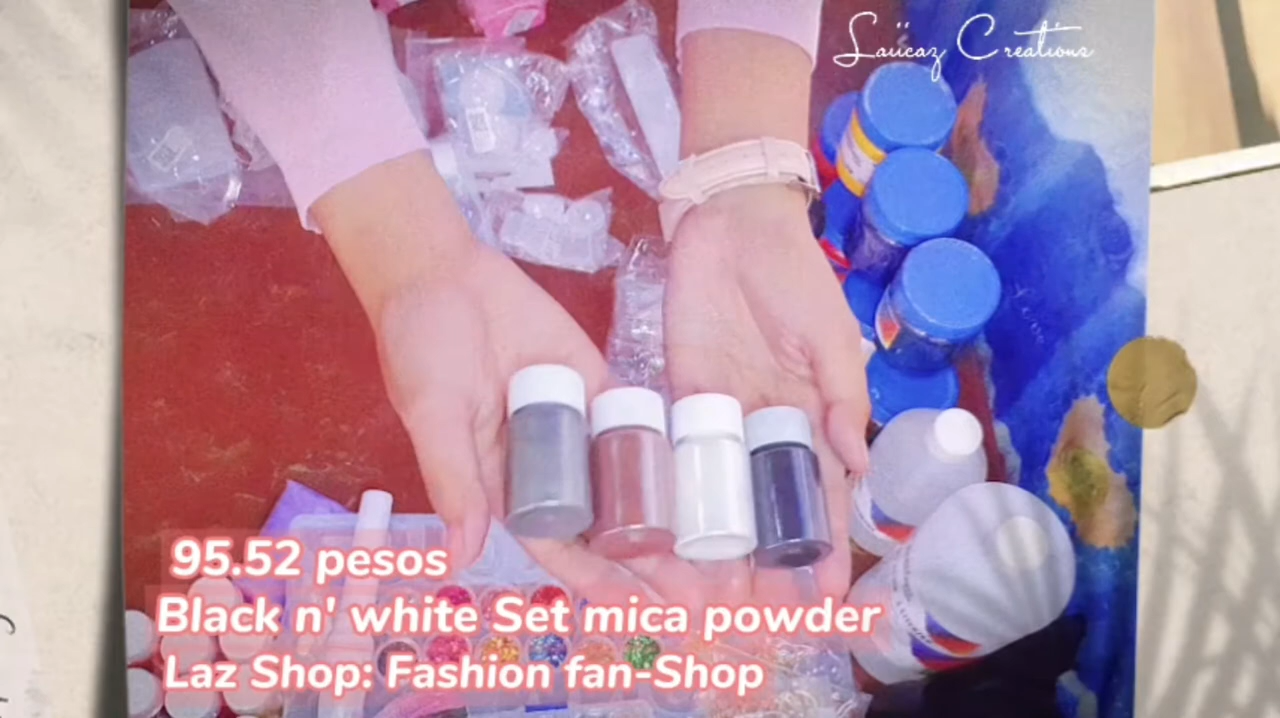 Laiicaz Creations
95.52 pesos
Black n' white Set mica powder
Laz Shop: Fashion fan-Shop